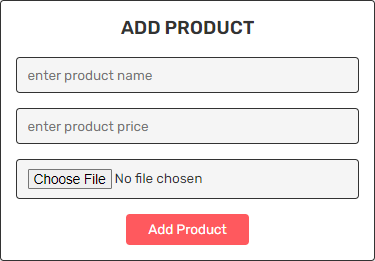 ADD PRODUCT
enter product name
enter product price
Choose File No file chosen
Add Product